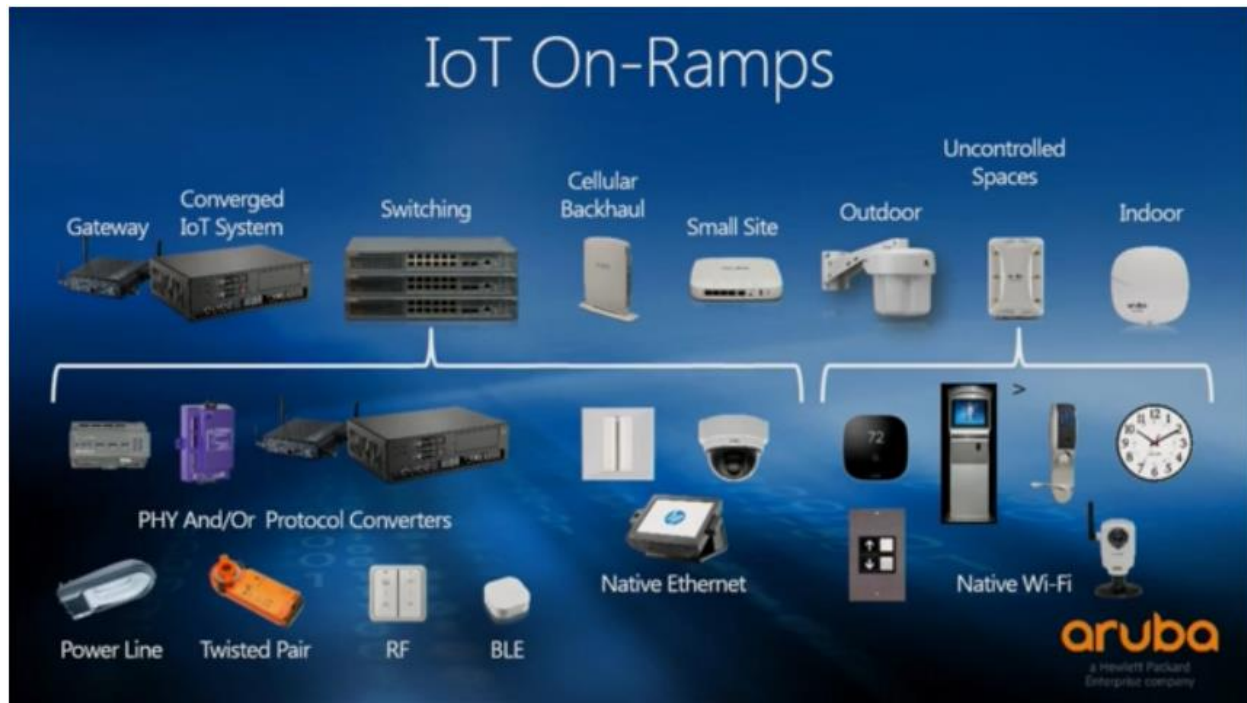 IoT On-Ramps
Gateway
Converged
IoT System
Switching
Cellular
Backhaul
Small Site
Outdoor
Uncontrolled
Spaces
Indoor
72
>
PHY And/Or Protocol Converters
Native Ethernet
Native Wi-Fi
Power Line
Twisted Pair
RF
BLE
aruba
a Hewlett Packard
Enterprise company